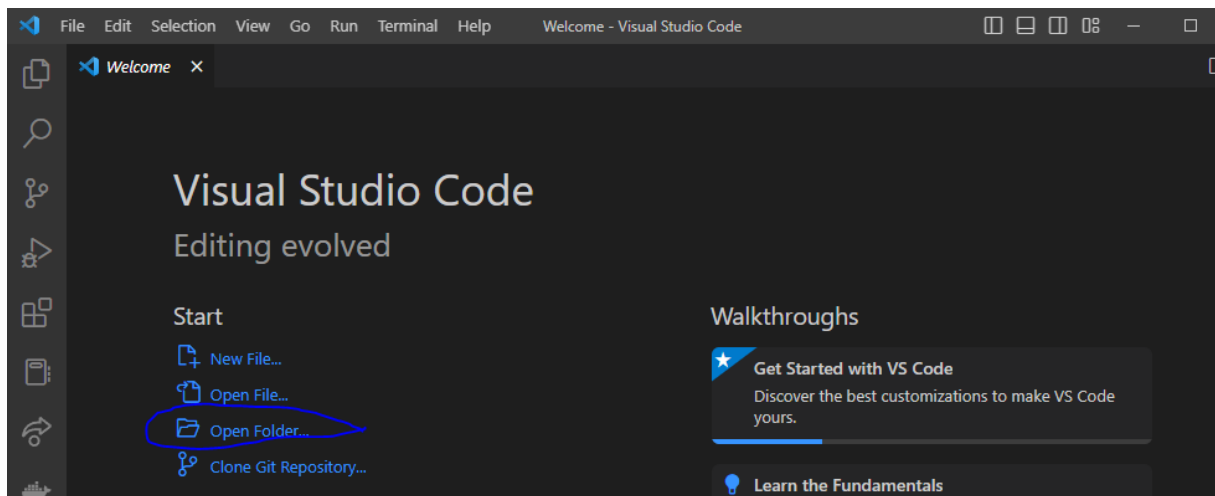 File Edit Selection View Go Run Terminal Help Welcome - Visual Studio Code
Welcome
Visual Studio Code
Editing evolved
Start
New File...
Open File...
Open Folder...
Clone Git Repository...
Walkthroughs
Get Started with VS Code
Discover the best customizations to make VS Code
yours.
Learn the Fundamentals